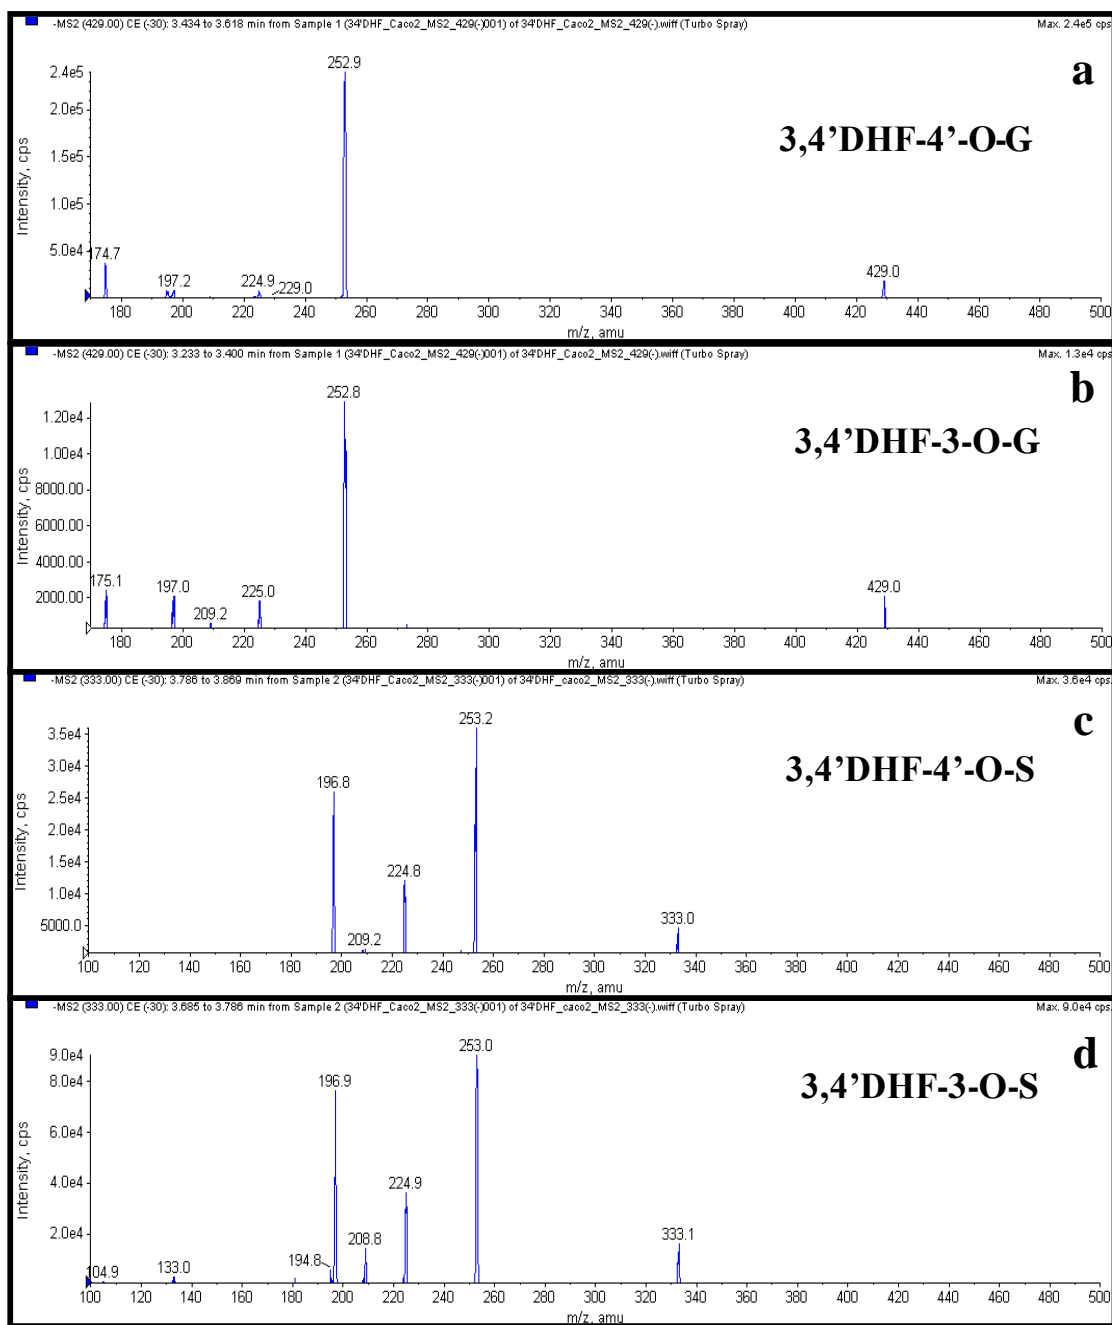 -MS2 (429.00) CE (-30): 3.434 to 3.618 min from Sample 1 (34'DHF_Caco2_MS2_429(-)001) of 34'DHF_Caco2_MS2_429(-).wiff (Turbo Spray) Max. 2.4e5 cps.
a
3,4’DHF-4’-O-G
Intensity, cps
2.4e5
2.0e5
1.5e5
1.0e5
5.0e4
252.9
174.7
197.2
224.9
229.0
429.0
180 200 220 240 260 280 300 320 340 360 380 400 420 440 460 480 500
m/z, amu
-MS2 (429.00) CE (-30): 3.233 to 3.400 min from Sample 1 (34'DHF_Caco2_MS2_429(-)001) of 34'DHF_Caco2_MS2_429(-).wiff (Turbo Spray) Max. 1.3e4 cps.
b
3,4’DHF-3-O-G
Intensity, cps
1.20e4
1.00e4
8000.00
6000.00
4000.00
2000.00
252.8
175.1
197.0
209.2
225.0
429.0
180 200 220 240 260 280 300 320 340 360 380 400 420 440 460 480 500
m/z, amu
-MS2 (333.00) CE (-30): 3.786 to 3.869 min from Sample 2 (34'DHF_Caco2_MS2_333(-)001) of 34'DHF_caco2_MS2_333(-).wiff (Turbo Spray) Max. 3.6e4 cps.
c
3,4’DHF-4’-O-S
Intensity, cps
3.5e4
3.0e4
2.5e4
2.0e4
1.5e4
1.0e4
5000.0
253.2
196.8
224.8
209.2
333.0
100 120 140 160 180 200 220 240 260 280 300 320 340 360 380 400 420 440 460 480 500
m/z, amu
-MS2 (333.00) CE (-30): 3.685 to 3.786 min from Sample 2 (34'DHF_Caco2_MS2_333(-)001) of 34'DHF_caco2_MS2_333(-).wiff (Turbo Spray) Max. 9.0e4 cps.
d
3,4’DHF-3-O-S
Intensity, cps
9.0e4
8.0e4
6.0e4
4.0e4
2.0e4
253.0
196.9
224.9
208.8
194.8
133.0
104.9
333.1
100 120 140 160 180 200 220 240 260 280 300 320 340 360 380 400 420 440 460 480 500
m/z, amu